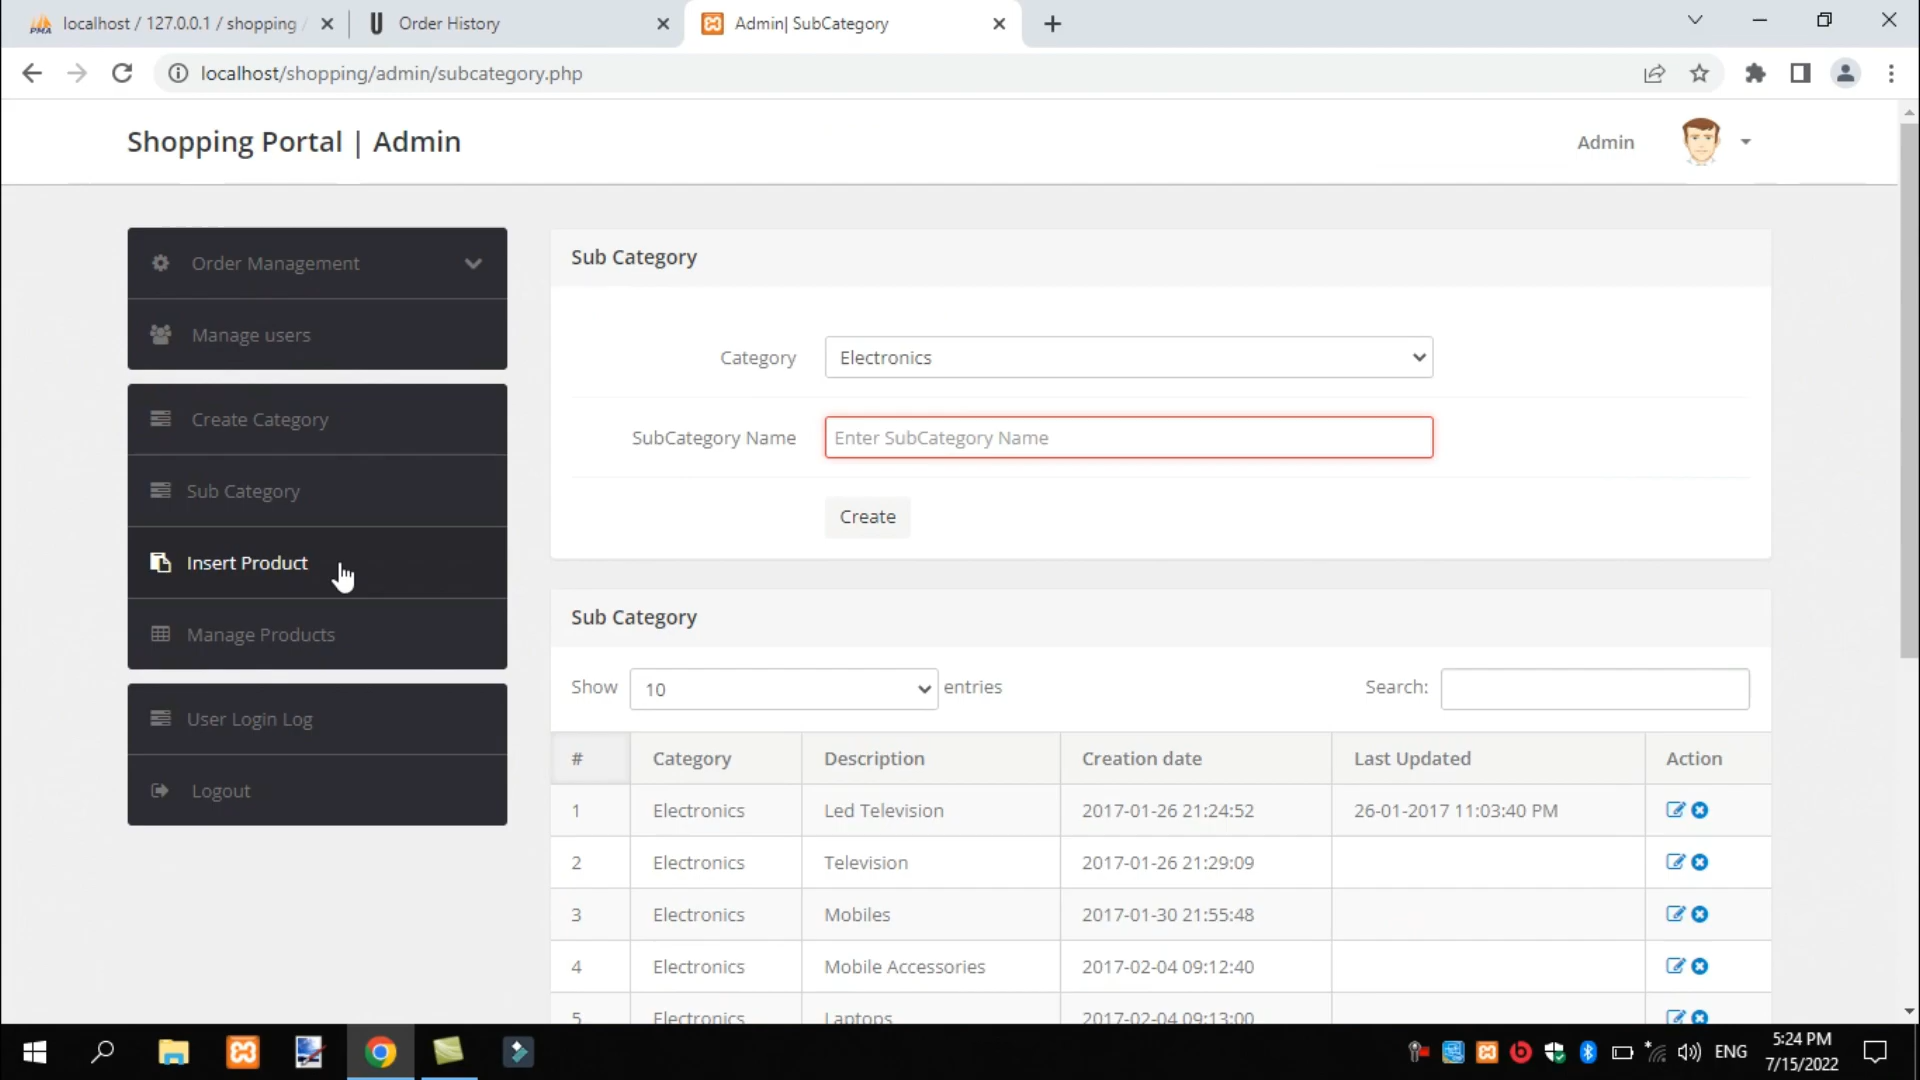 localhost / 127.0.0.1 / shopping /
Order History
Admin| SubCategory
localhost/shopping/admin/subcategory.php
Shopping Portal | Admin
Admin
Order Management
Manage users
Create Category
Sub Category
Insert Product
Manage Products
User Login Log
Logout
Sub Category
Category
Electronics
SubCategory Name
Enter SubCategory Name
Create
Sub Category
Show 10 entries
Search:
# Category Description Creation date Last Updated Action
1 Electronics Led Television 2017-01-26 21:24:52 26-01-2017 11:03:40 PM
2 Electronics Television 2017-01-26 21:29:09
3 Electronics Mobiles 2017-01-30 21:55:48
4 Electronics Mobile Accessories 2017-02-04 09:12:40
5 Electronics Laptops 2017-02-04 09:13:00
ENG
5:24 PM
7/15/2022